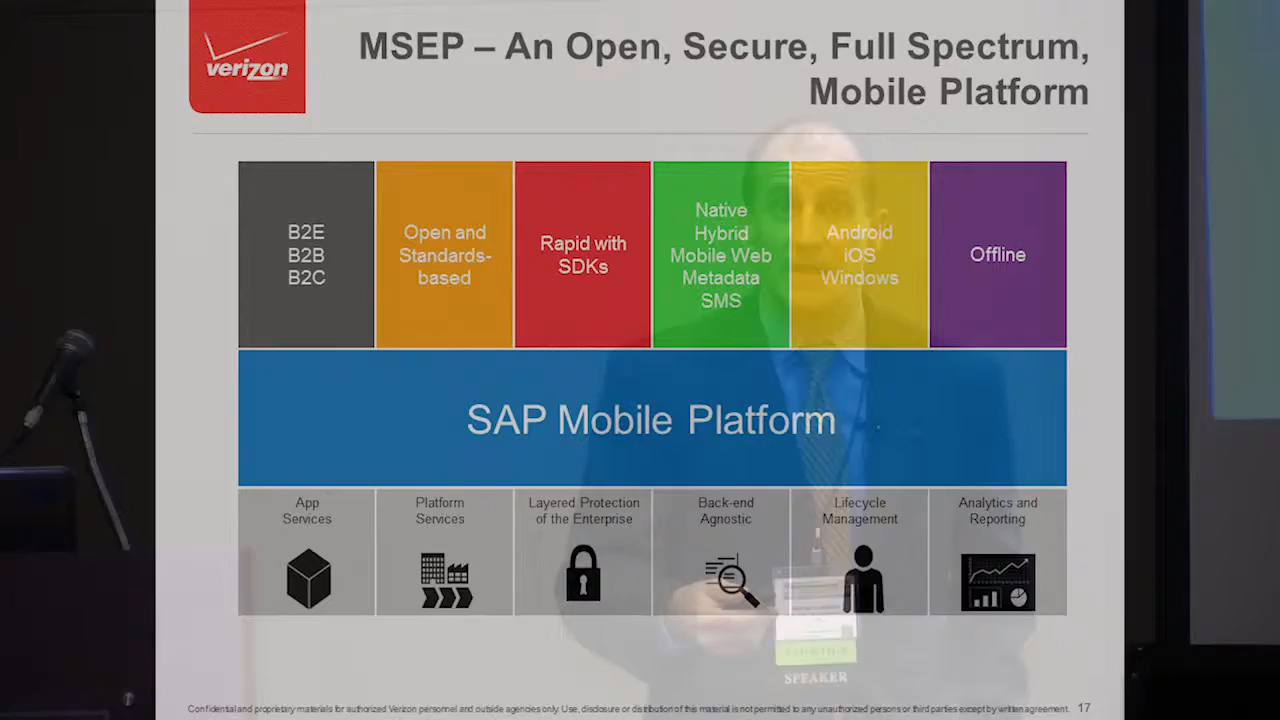 verizon
MSEP – An Open, Secure, Full Spectrum,
Mobile Platform
B2E
B2B
B2C
Open and
Standards-
based
Rapid with
SDKs
Native
Hybrid
Mobile Web
Metadata
SMS
Android
iOS
Windows
Offline
SAP Mobile Platform
App
Services
Platform
Services
Layered Protection
of the Enterprise
Back-end
Agnostic
Lifecycle
Management
Analytics and
Reporting
SPEAKER
Confidential and proprietary materials for authorized Verizon personnel and outside agencies only. Use, disclosure or distribution of this material is not permitted to any unauthorized persons or third parties except by written agreement. 17